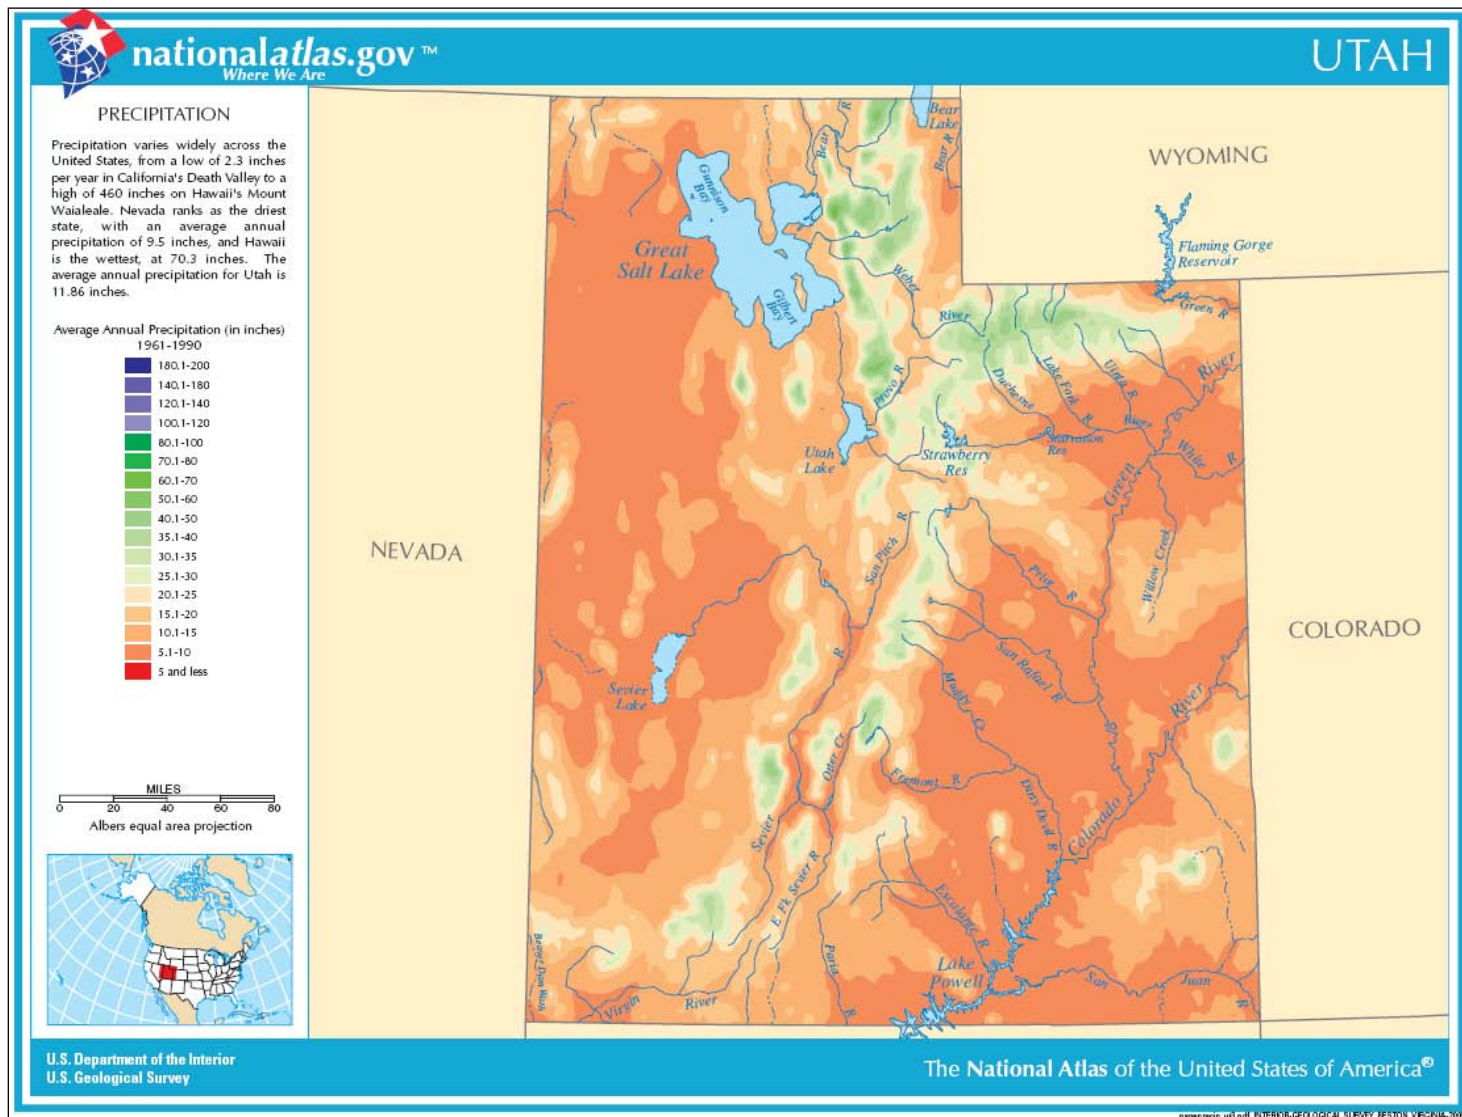 nationalatlas.gov™
Where We Are
UTAH
PRECIPITATION
Precipitation varies widely across the
United States, from a low of 2.3 inches
per year in California's Death Valley to a
high of 460 inches on Hawaii's Mount
Waialeale. Nevada ranks as the driest
state, with an average annual
precipitation of 9.5 inches, and Hawaii
is the wettest, at 70.3 inches. The
average annual precipitation for Utah is
11.86 inches.
Average Annual Precipitation (in inches)
1961-1990
180.1-200
140.1-180
120.1-140
100.1-120
80.1-100
70.1-80
60.1-70
50.1-60
40.1-50
35.1-40
30.1-35
25.1-30
20.1-25
15.1-20
10.1-15
5.1-10
5 and less
MILES
0 20 40 60 80
Albers equal area projection
Bear R
Bear
Lake
Bear R
WYOMING
Gunnison
Bay
Great
Salt Lake
Gilbert
Bay
Flaming Gorge
Reservoir
Green R
Weber
River
Provo R
Duchesne
Lake Fork R
Uinta R
River
River
Utah
Lake
Strawberry
Res
Starvation
Res
White R
Green
NEVADA
San Pitch R
Price R
Willow Creek
COLORADO
R
San Rafael R
Sevier
Lake
Muddy Cr
River
Otter Cr
Fremont R
Dirty Devil R
Colorado
Sevier
E Fk Sevier R
Escalante R
Paria R
Beaver Dam Wash
Virgin River
Lake
Powell
San Juan R
U.S. Department of the Interior
U.S. Geological Survey
The National Atlas of the United States of America®
INTERIOR-GEOLOGICAL SURVEY, RESTON, VIRGINIA-200